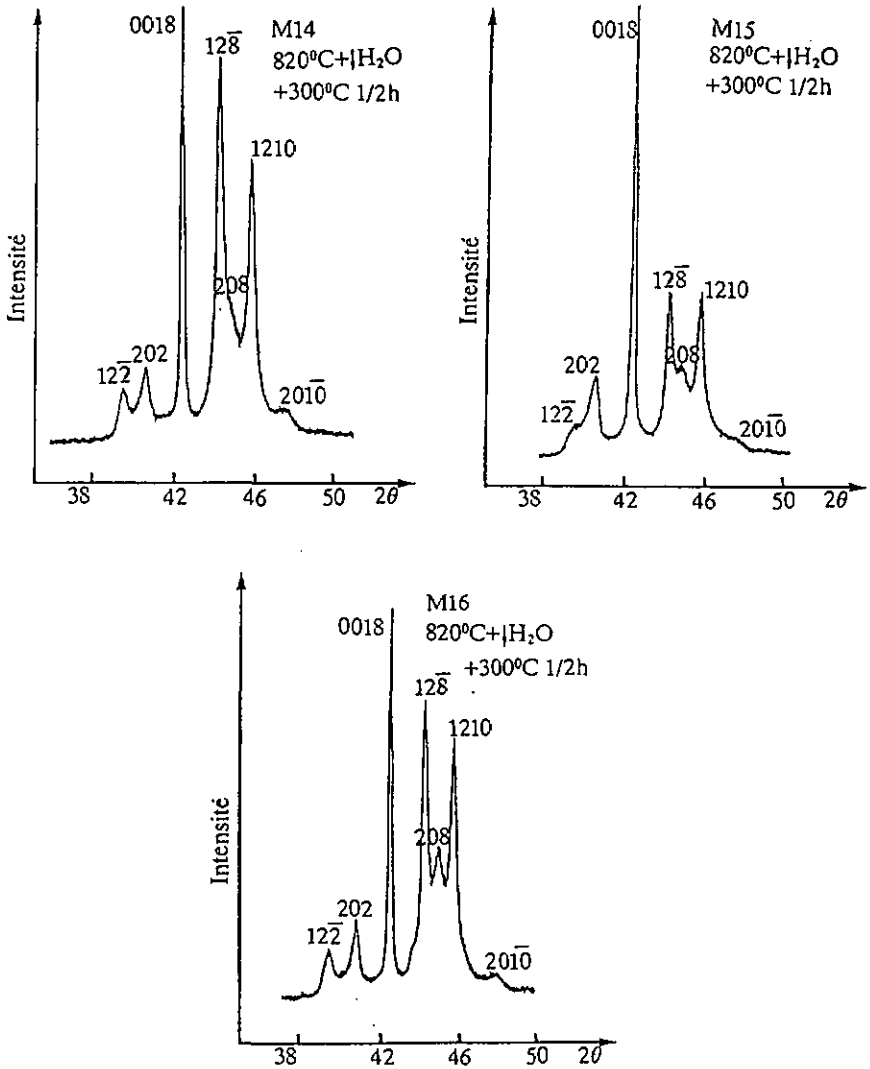 0018
M14
820⁰C+↓H₂O
+300⁰C 1/2h
128̅
1210
208
122̅
202
201̅0̅
Intensité
38 42 46 50 2θ
0018
M15
820⁰C+↓H₂O
+300⁰C 1/2h
128̅
1210
208
202
122̅
201̅0̅
Intensité
38 42 46 50 2θ
0018
M16
820⁰C+↓H₂O
+300⁰C 1/2h
128̅
1210
208
202
122̅
201̅0̅
Intensité
38 42 46 50 2θ